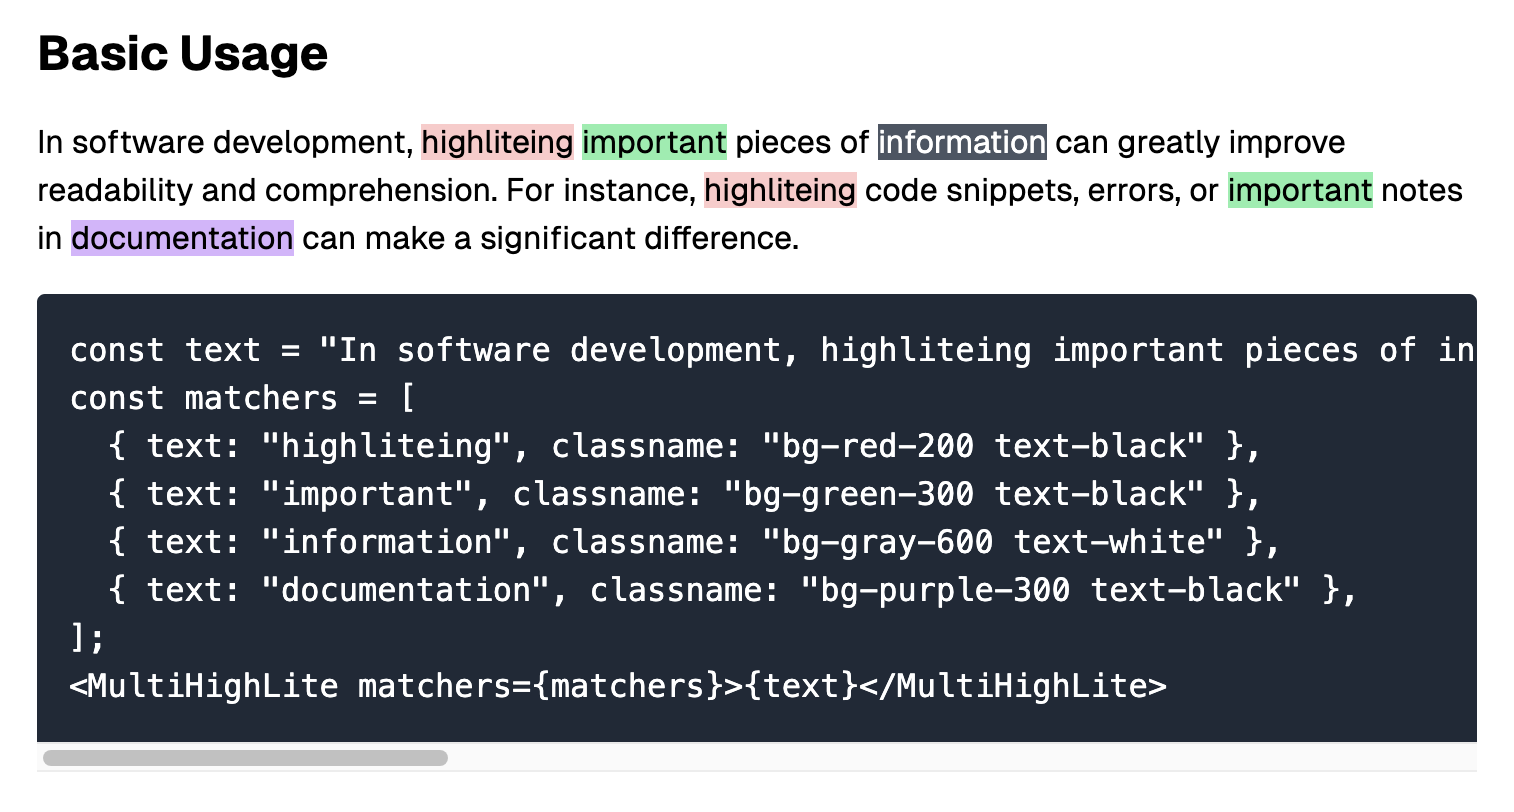 Basic Usage
In software development, highliteing important pieces of information can greatly improve
readability and comprehension. For instance, highliteing code snippets, errors, or important notes
in documentation can make a significant difference.
const text = "In software development, highliteing important pieces of in
const matchers = [
  { text: "highliteing", classname: "bg-red-200 text-black" },
  { text: "important", classname: "bg-green-300 text-black" },
  { text: "information", classname: "bg-gray-600 text-white" },
  { text: "documentation", classname: "bg-purple-300 text-black" },
];
<MultiHighLite matchers={matchers}>{text}</MultiHighLite>